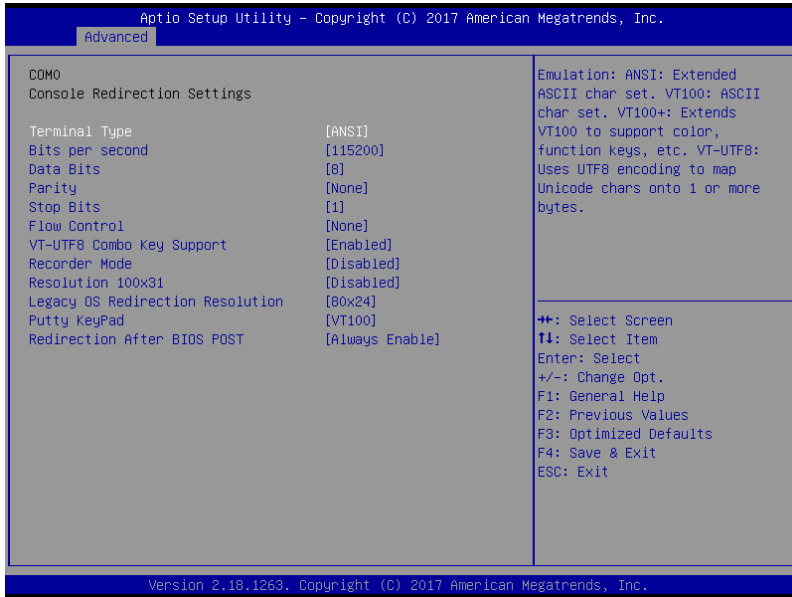 Aptio Setup Utility – Copyright (C) 2017 American Megatrends, Inc.
Advanced
COM0
Console Redirection Settings
Terminal Type [ANSI]
Bits per second [115200]
Data Bits [8]
Parity [None]
Stop Bits [1]
Flow Control [None]
VT-UTF8 Combo Key Support [Enabled]
Recorder Mode [Disabled]
Resolution 100x31 [Disabled]
Legacy OS Redirection Resolution [80x24]
Putty KeyPad [VT100]
Redirection After BIOS POST [Always Enable]
Emulation: ANSI: Extended
ASCII char set. VT100: ASCII
char set. VT100+: Extends
VT100 to support color,
function keys, etc. VT-UTF8:
Uses UTF8 encoding to map
Unicode chars onto 1 or more
bytes.
→←: Select Screen
↑↓: Select Item
Enter: Select
+/-: Change Opt.
F1: General Help
F2: Previous Values
F3: Optimized Defaults
F4: Save & Exit
ESC: Exit
Version 2.18.1263. Copyright (C) 2017 American Megatrends, Inc.